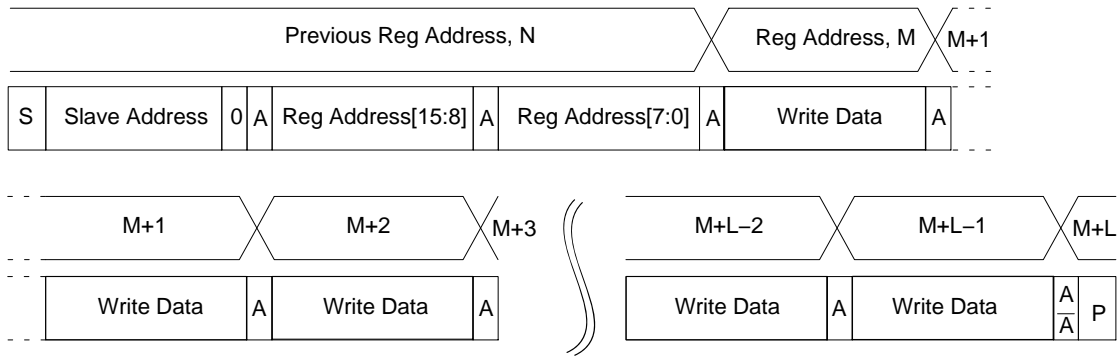 Previous Reg Address, N Reg Address, M M+1
S Slave Address 0 A Reg Address[15:8] A Reg Address[7:0] A Write Data A
M+1 M+2 M+3 M+L−2 M+L−1 M+L
Write Data A Write Data A Write Data A Write Data A/A̅ P